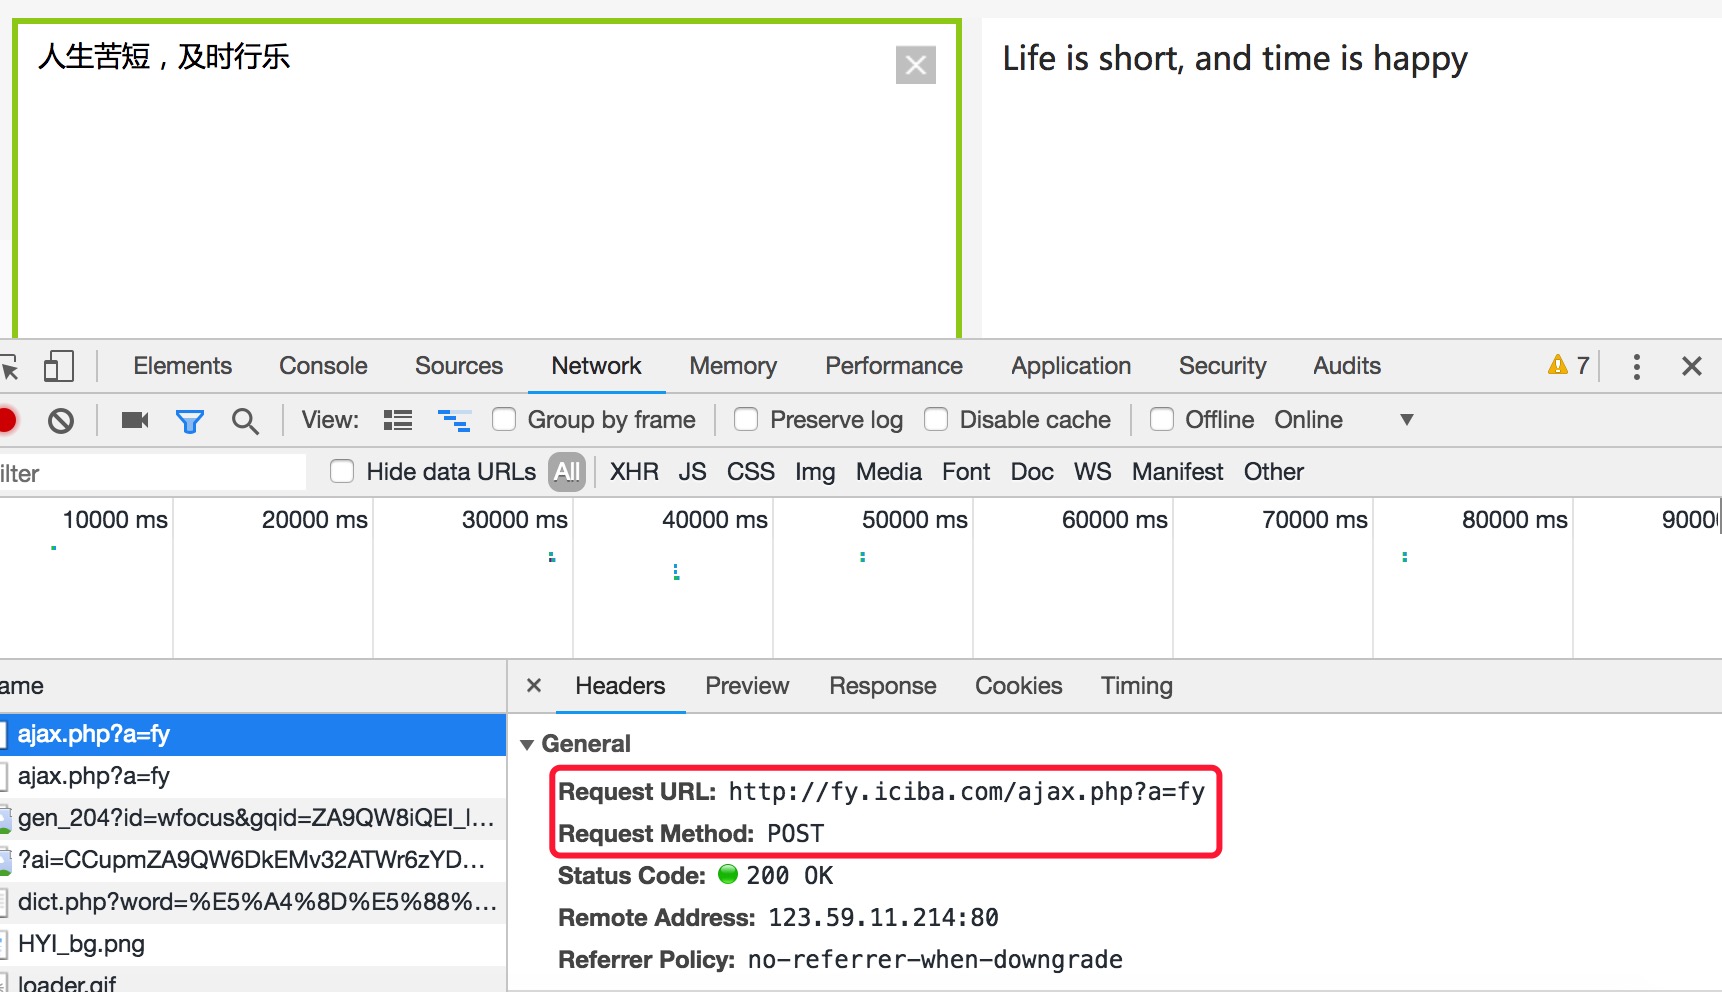 人生苦短，及时行乐
Life is short, and time is happy
Elements Console Sources Network Memory Performance Application Security Audits 7
View: Group by frame Preserve log Disable cache Offline Online
ilter Hide data URLs All XHR JS CSS Img Media Font Doc WS Manifest Other
10000 ms 20000 ms 30000 ms 40000 ms 50000 ms 60000 ms 70000 ms 80000 ms 9000
ame
Headers Preview Response Cookies Timing
ajax.php?a=fy
ajax.php?a=fy
gen_204?id=wfocus&gqid=ZA9QW8iQEI_l...
?ai=CCupmZA9QW6DkEMv32ATWr6zYD...
dict.php?word=%E5%A4%8D%E5%88%...
HYI_bg.png
loader.gif
General
Request URL: http://fy.iciba.com/ajax.php?a=fy
Request Method: POST
Status Code: 200 OK
Remote Address: 123.59.11.214:80
Referrer Policy: no-referrer-when-downgrade